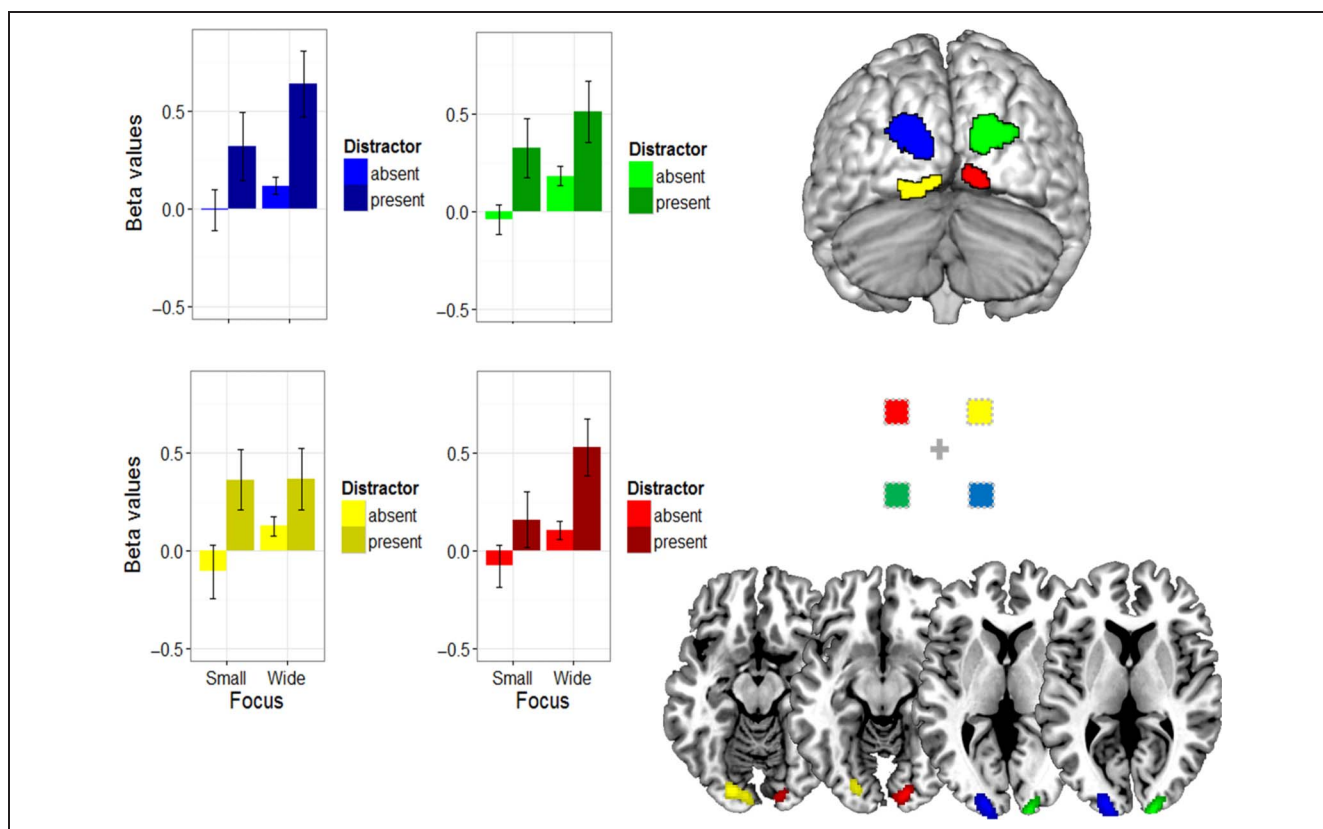 Beta values
0.5
0.0
−0.5
Distractor
absent
present
0.5
0.0
−0.5
Distractor
absent
present
Beta values
0.5
0.0
−0.5
Small Wide
Focus
Distractor
absent
present
0.5
0.0
−0.5
Small Wide
Focus
Distractor
absent
present